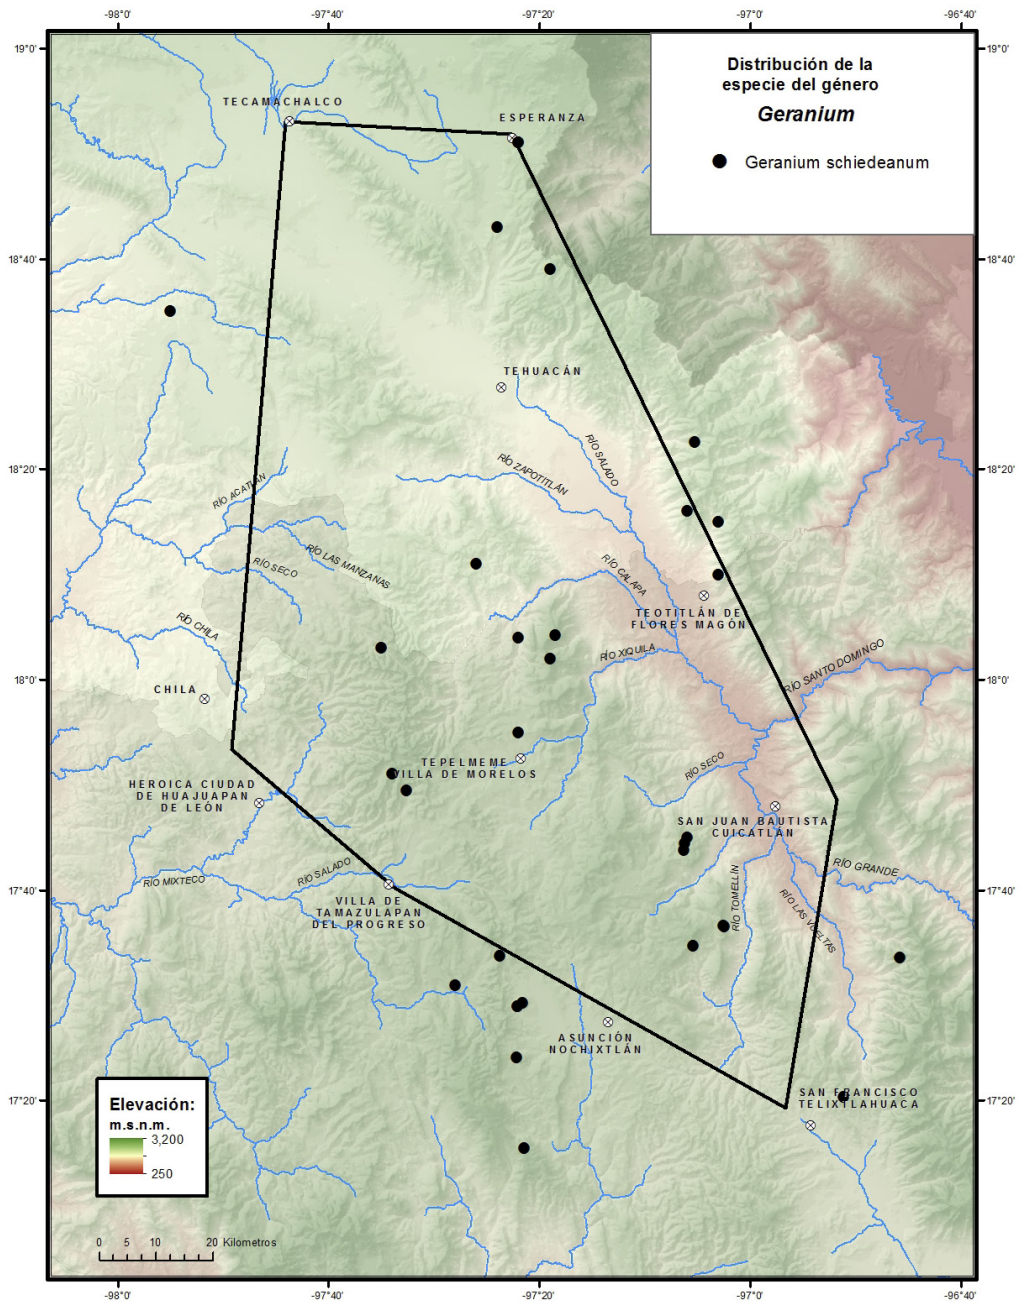 -98°0'
-97°40'
-97°20'
-97°0'
-96°40'
19°0'
19°0'
Distribución de la
especie del género
Geranium
Geranium schiedeanum
TECAMACHALCO
ESPERANZA
18°40'
18°40'
TEHUACÁN
RÍO SALADO
RÍO ZAPOTITLÁN
18°20'
18°20'
RÍO ACATLÁN
RÍO LAS MANZANAS
RÍO SECO
RÍO CALAPA
TEOTITLÁN DE
FLORES MAGÓN
RÍO CHILA
RÍO XIQUILA
RÍO SANTO DOMINGO
18°0'
18°0'
CHILA
TEPELMEME
VILLA DE MORELOS
RÍO SECO
HEROICA CIUDAD
DE HUAJUAPAN
DE LEÓN
SAN JUAN BAUTISTA
CUICATLÁN
RÍO SALADO
RÍO MIXTECO
RÍO GRANDE
17°40'
17°40'
RÍO TOMELLÍN
RÍO LAS VUELTAS
VILLA DE
TAMAZULAPAN
DEL PROGRESO
ASUNCIÓN
NOCHIXTLÁN
SAN FRANCISCO
TELIXTLAHUACA
17°20'
17°20'
Elevación:
m.s.n.m.
3,200
250
0 5 10 20 Kilometros
-98°0'
-97°40'
-97°20'
-97°0'
-96°40'